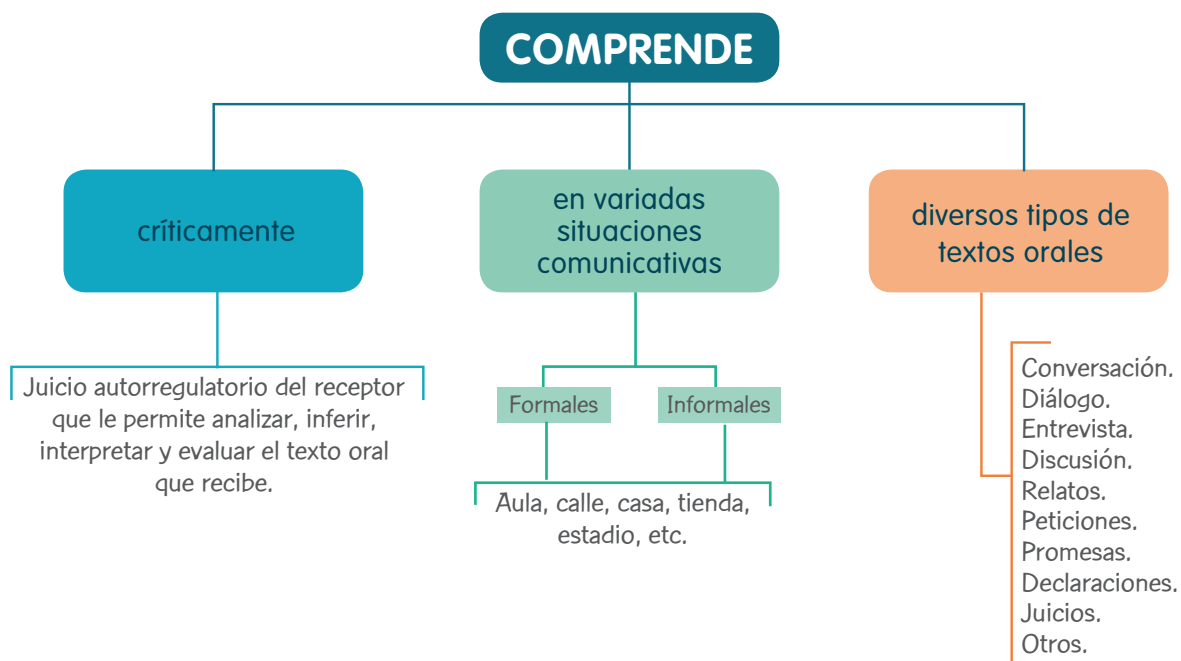 COMPRENDE
críticamente
en variadas
situaciones
comunicativas
diversos tipos de
textos orales
Juicio autorregulatorio del receptor
que le permite analizar, inferir,
interpretar y evaluar el texto oral
que recibe.
Formales
Informales
Aula, calle, casa, tienda,
estadio, etc.
Conversación.
Diálogo.
Entrevista.
Discusión.
Relatos.
Peticiones.
Promesas.
Declaraciones.
Juicios.
Otros.